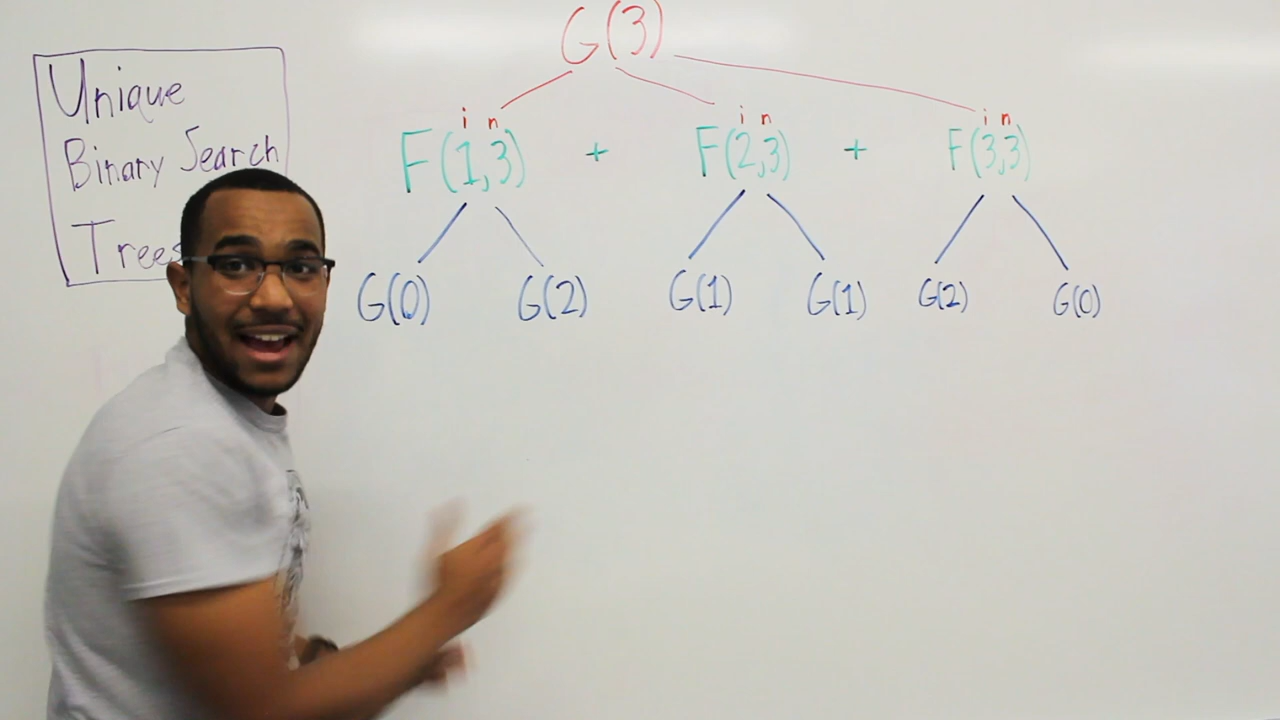 G(3)
Unique
Binary Search
Trees
i n i n i n
F(1,3) + F(2,3) + F(3,3)
G(0) G(2) G(1) G(1) G(2) G(0)